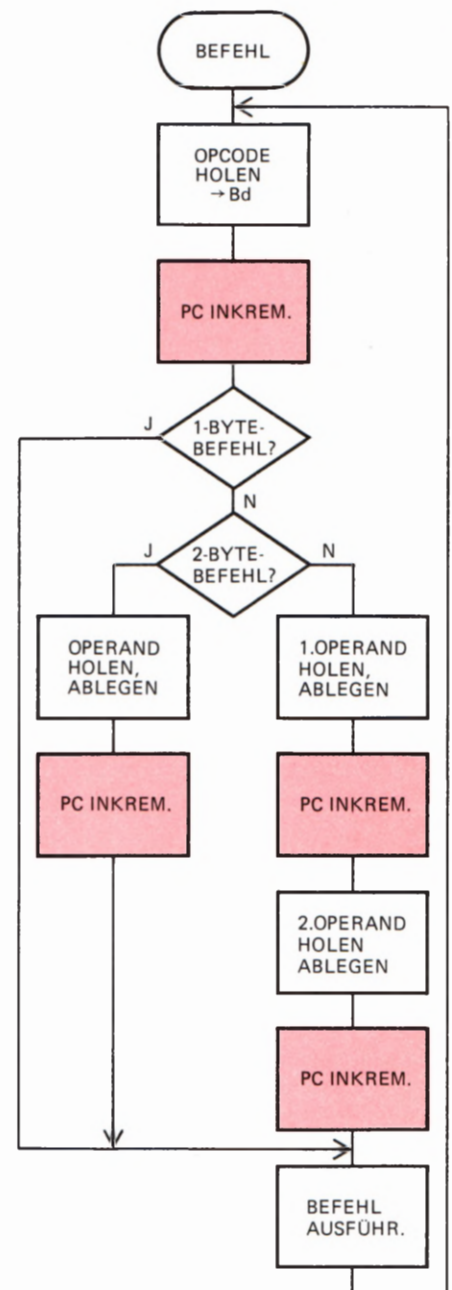 BEFEHL
OPCODE
HOLEN
→ Bd
PC INKREM.
J
1-BYTE-
BEFEHL?
N
J
2-BYTE-
BEFEHL?
N
OPERAND
HOLEN,
ABLEGEN
1.OPERAND
HOLEN,
ABLEGEN
PC INKREM.
PC INKREM.
2.OPERAND
HOLEN
ABLEGEN
PC INKREM.
BEFEHL
AUSFÜHR.